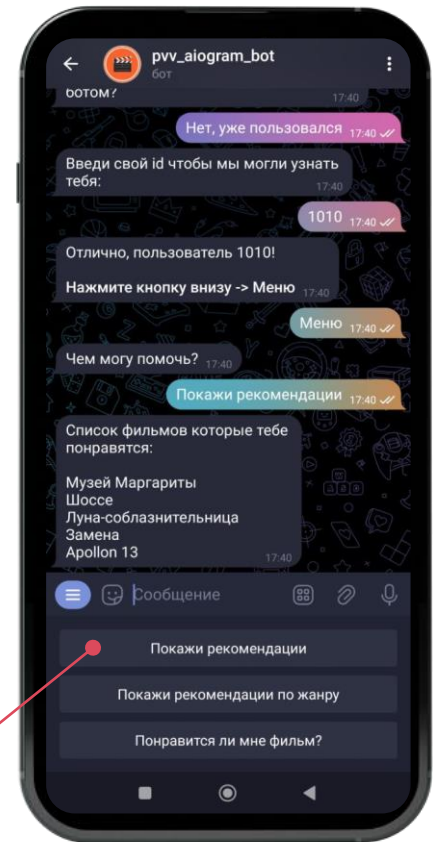 pvv_aiogram_bot
бот
ботом?
17:40
Нет, уже пользовался 17:40
Введи свой id чтобы мы могли узнать
тебя:
17:40
1010 17:40
Отлично, пользователь 1010!
Нажмите кнопку внизу -> Меню 17:40
Меню 17:40
Чем могу помочь? 17:40
Покажи рекомендации 17:40
Список фильмов которые тебе
понравятся:
Музей Маргариты
Шоссе
Луна-соблазнительница
Замена
Apollon 13
17:40
Сообщение
Покажи рекомендации
Покажи рекомендации по жанру
Понравится ли мне фильм?